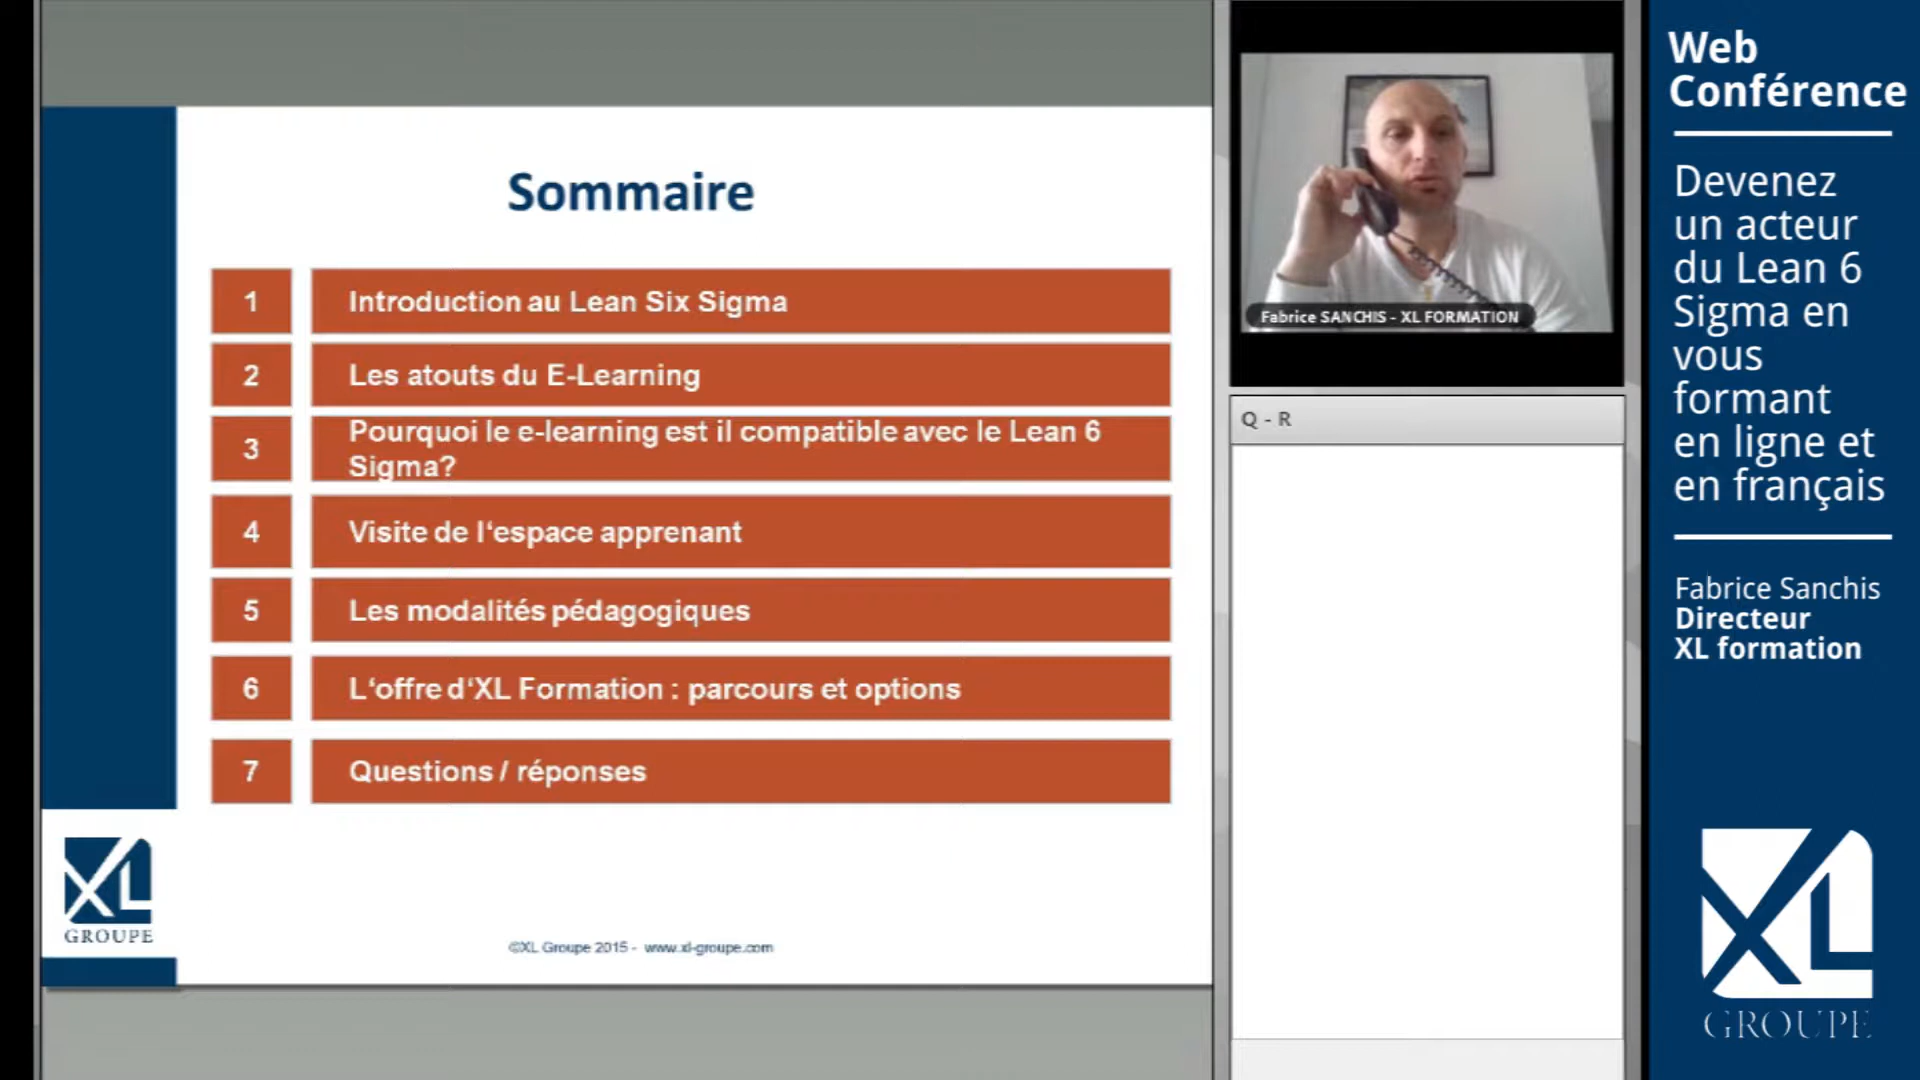 Sommaire
1
Introduction au Lean Six Sigma
2
Les atouts du E-Learning
3
Pourquoi le e-learning est il compatible avec le Lean 6
Sigma?
4
Visite de l‘espace apprenant
5
Les modalités pédagogiques
6
L‘offre d‘XL Formation : parcours et options
7
Questions / réponses
XL
GROUPE
©XL Groupe 2015 - www.xl-groupe.com
Fabrice SANCHIS - XL FORMATION
Q - R
Web
Conférence
Devenez
un acteur
du Lean 6
Sigma en
vous
formant
en ligne et
en français
Fabrice Sanchis
Directeur
XL formation
XL
GROUPE